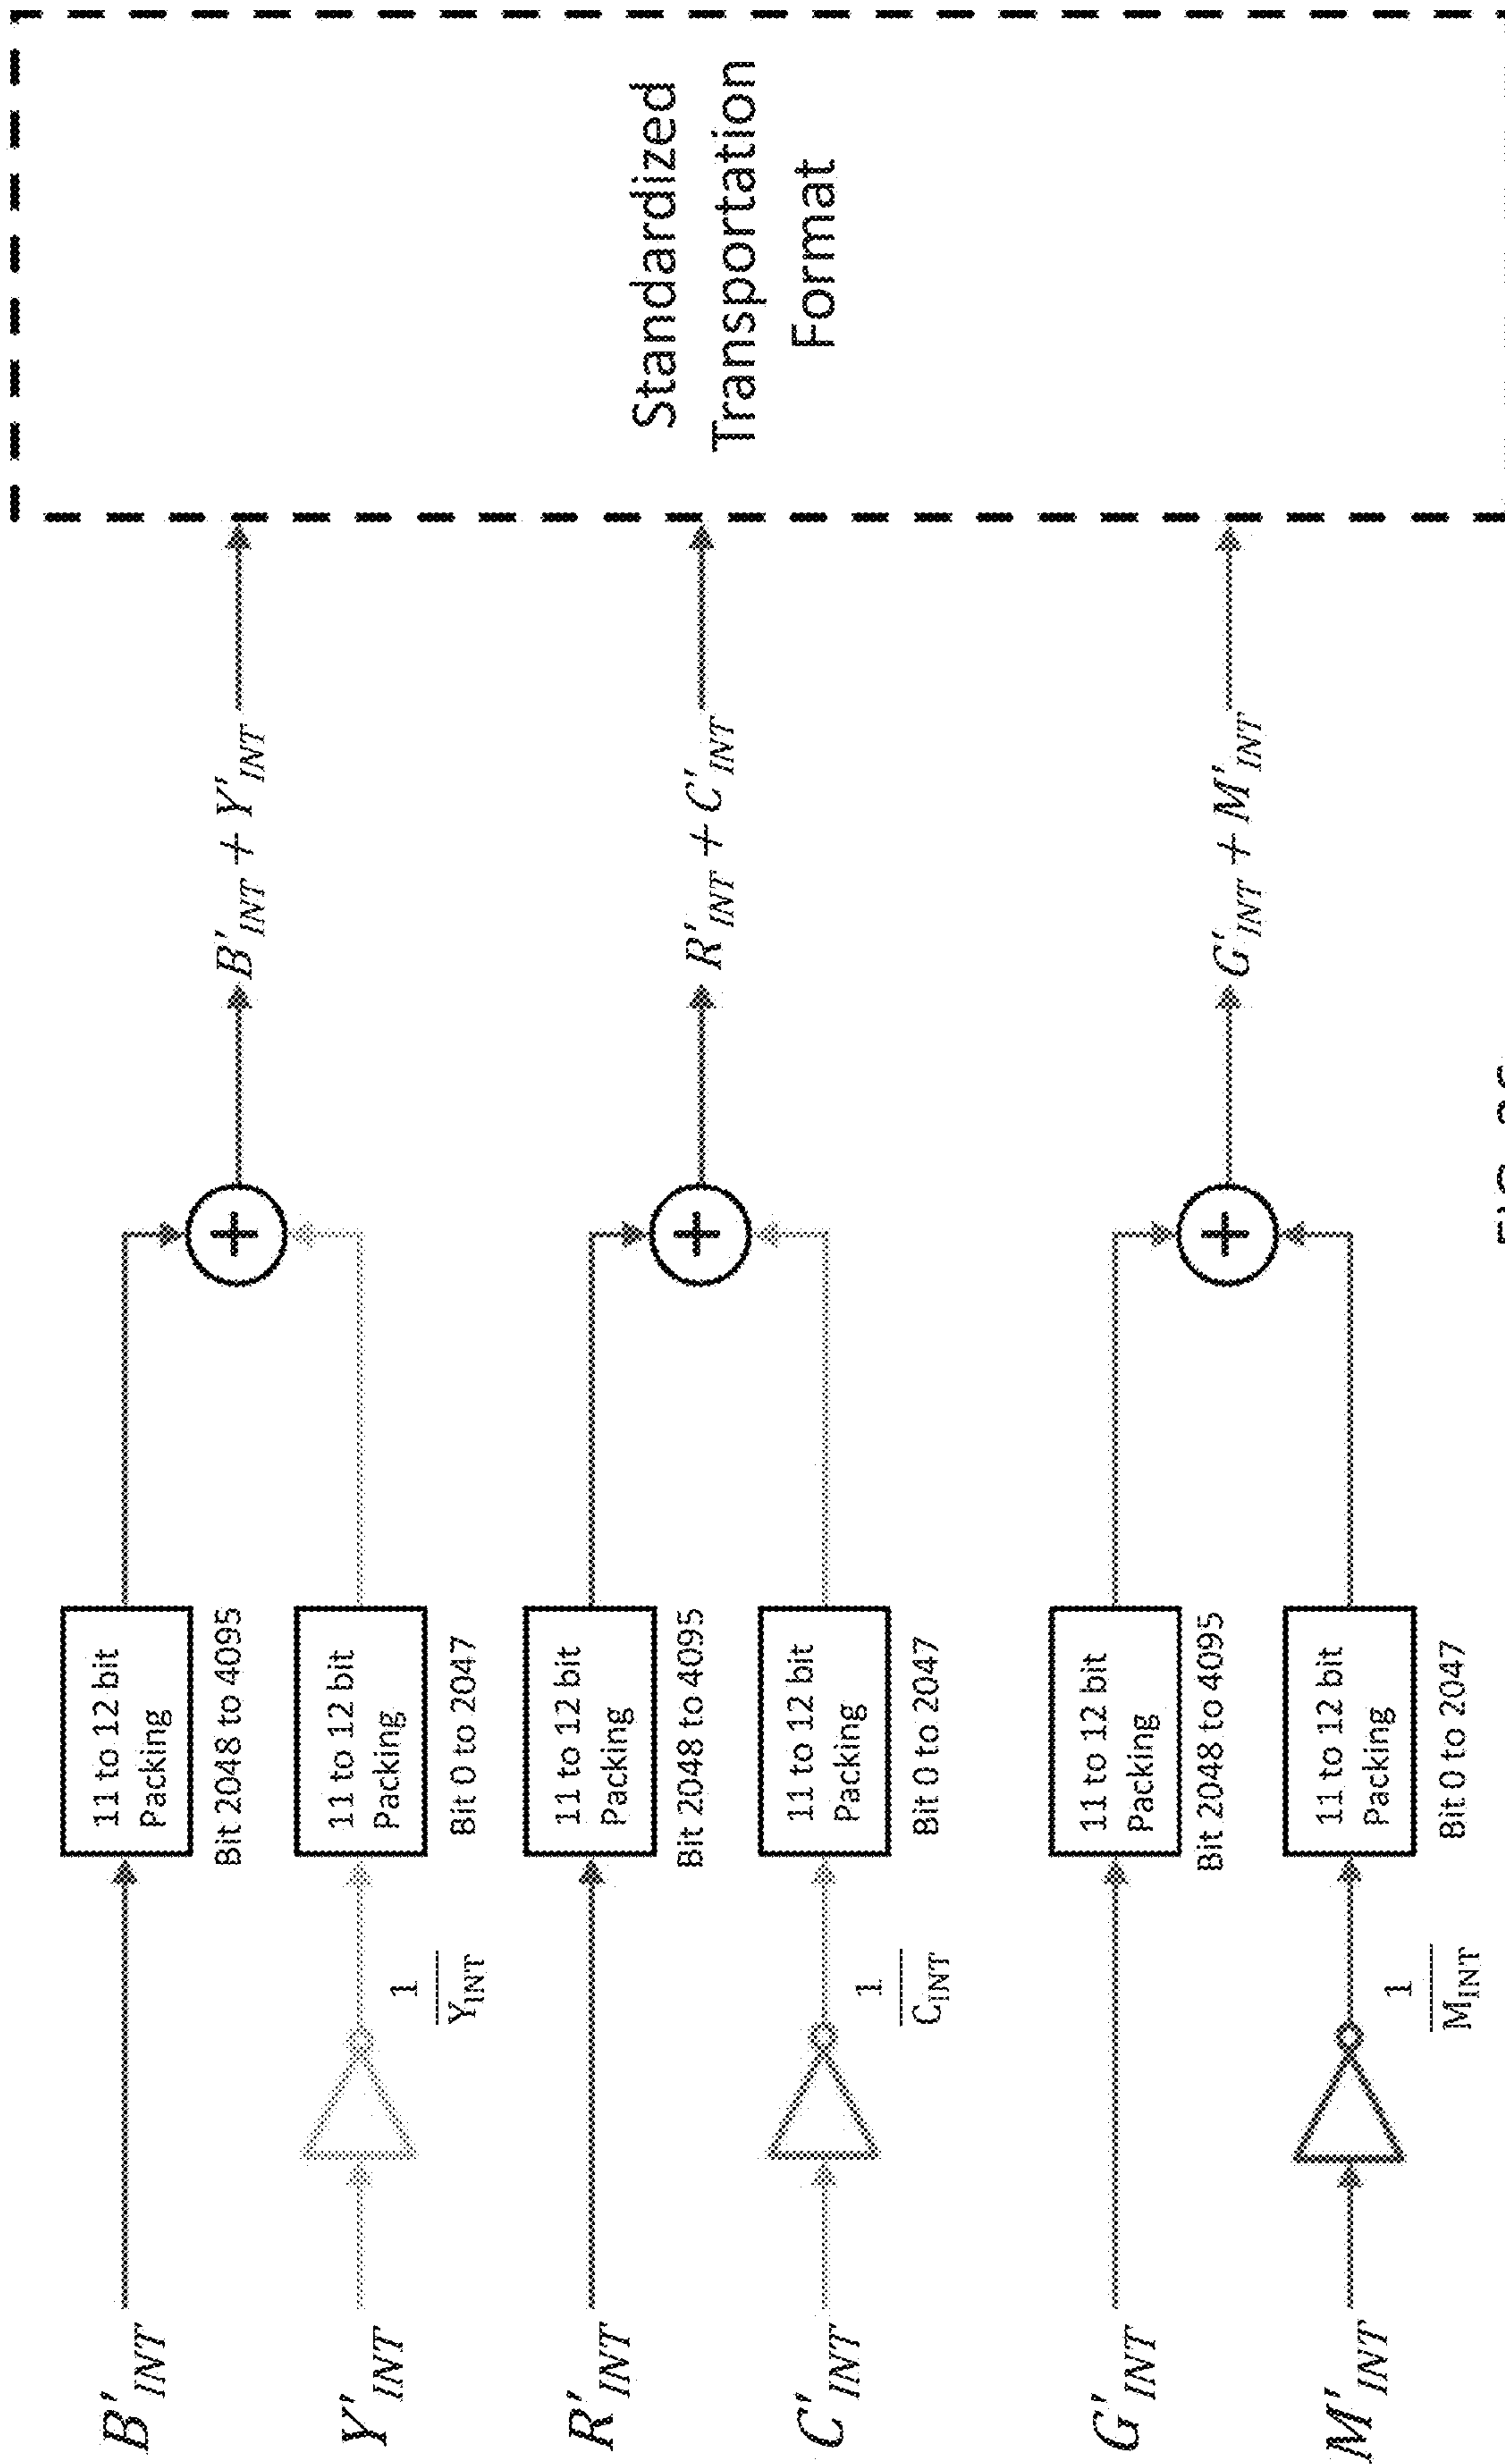 B'INT
11 to 12 bit
Packing
Bit 2048 to 4095
B'INT + Y'INT
Y'INT
1
YINT
11 to 12 bit
Packing
Bit 0 to 2047
R'INT
11 to 12 bit
Packing
Bit 2048 to 4095
R'INT + C'INT
C'INT
1
CINT
11 to 12 bit
Packing
Bit 0 to 2047
G'INT
11 to 12 bit
Packing
Bit 2048 to 4095
G'INT + M'INT
M'INT
1
MINT
11 to 12 bit
Packing
Bit 0 to 2047
+
+
+
Standardized
Transportation
Format